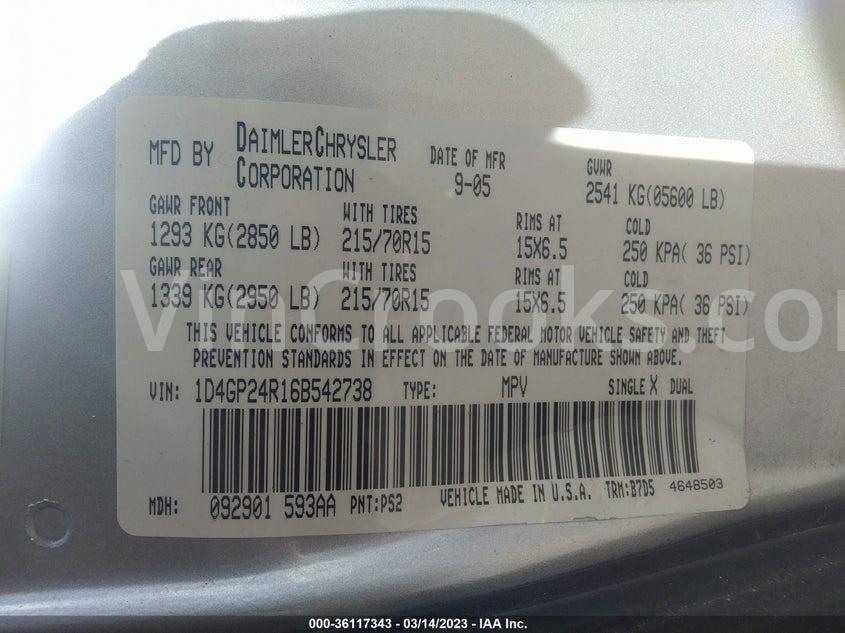 MFD BY DAIMLERCHRYSLER CORPORATION DATE OF MFR 9-05 GVWR 2541 KG(05600 LB)
GAWR FRONT WITH TIRES RIMS AT COLD
1293 KG(2850 LB) 215/70R15 15X6.5 250 KPA( 36 PSI)
GAWR REAR WITH TIRES RIMS AT COLD
1339 KG(2950 LB) 215/70R15 15X6.5 250 KPA( 36 PSI)
THIS VEHICLE CONFORMS TO ALL APPLICABLE FEDERAL MOTOR VEHICLE SAFETY AND THEFT
PREVENTION STANDARDS IN EFFECT ON THE DATE OF MANUFACTURE SHOWN ABOVE.
VIN: 1D4GP24R16B542738 TYPE: MPV SINGLE X DUAL
MDH: 092901 593AA PNT:PS2 VEHICLE MADE IN U.S.A. TRM:B7D5 4648503
VinCrooks.com
000-36117343 — 03/14/2023 — IAA Inc.